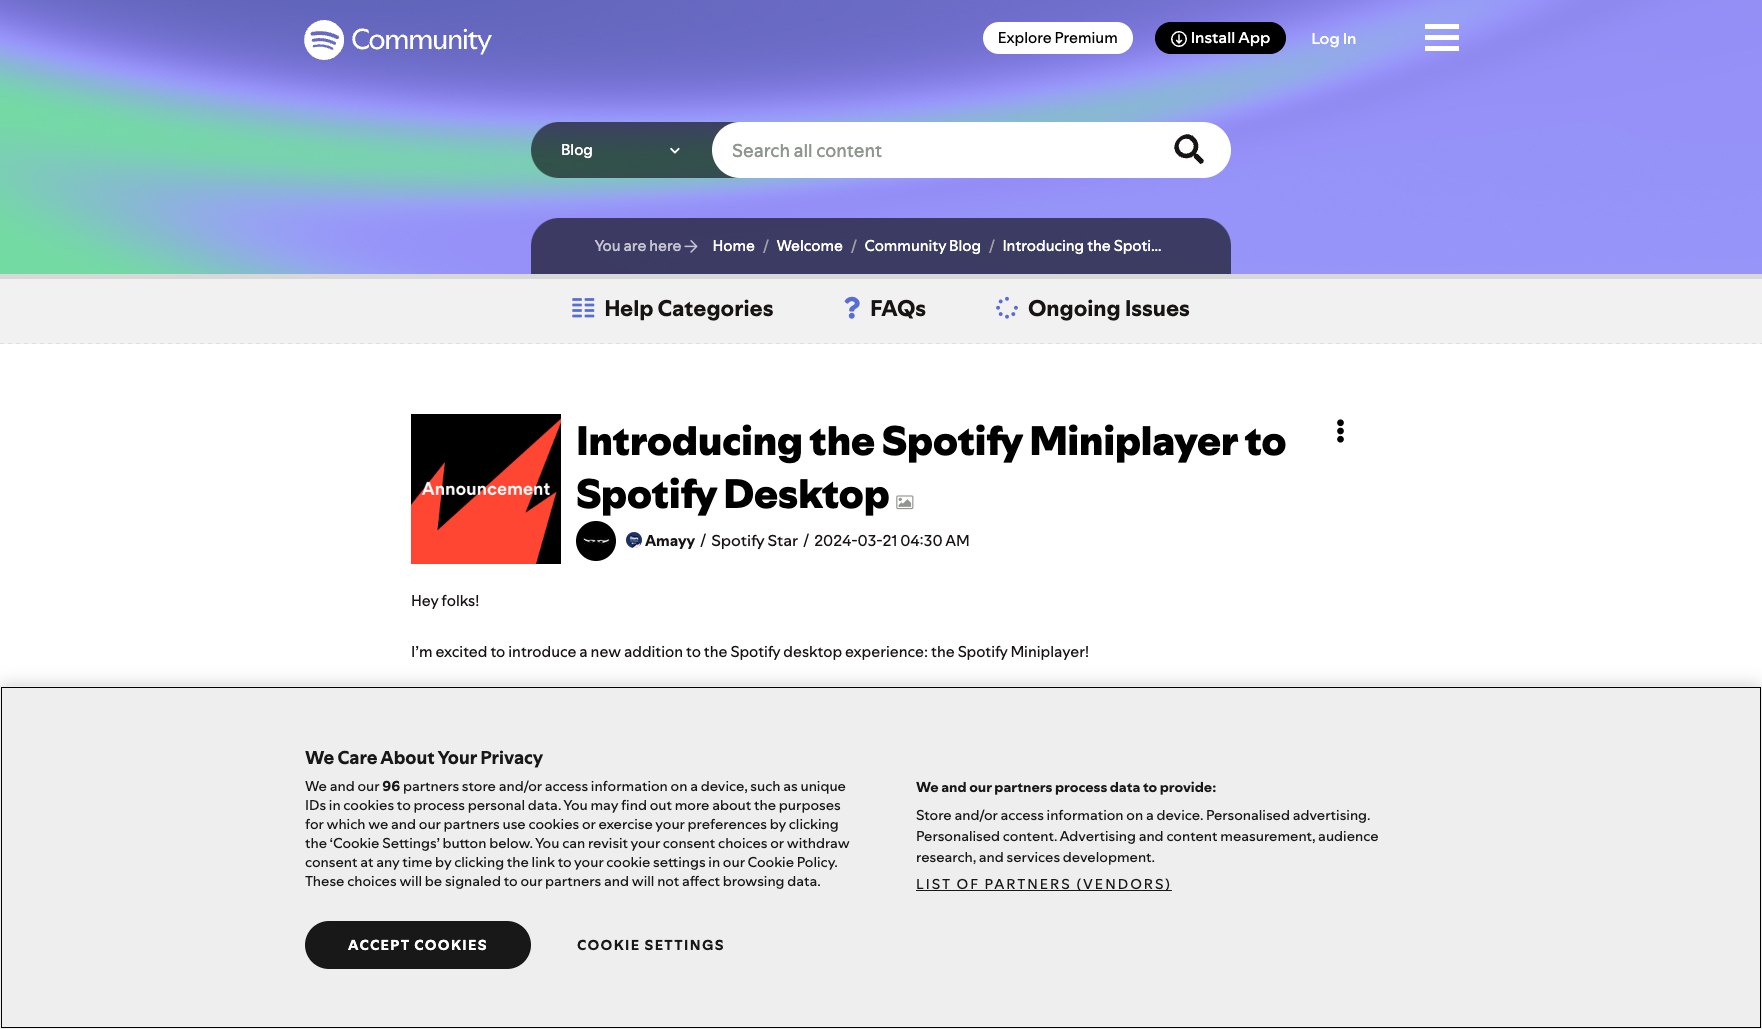 Community
Explore Premium
Install App
Log In
Blog
Search all content
You are here
Home / Welcome / Community Blog / Introducing the Spoti...
Help Categories
FAQs
Ongoing Issues
Announcement
Introducing the Spotify Miniplayer to
Spotify Desktop
Amayy / Spotify Star / 2024-03-21 04:30 AM
Hey folks!
I’m excited to introduce a new addition to the Spotify desktop experience: the Spotify Miniplayer!
We Care About Your Privacy
We and our 96 partners store and/or access information on a device, such as unique
IDs in cookies to process personal data. You may find out more about the purposes
for which we and our partners use cookies or exercise your preferences by clicking
the ‘Cookie Settings’ button below. You can revisit your consent choices or withdraw
consent at any time by clicking the link to your cookie settings in our Cookie Policy.
These choices will be signaled to our partners and will not affect browsing data.
We and our partners process data to provide:
Store and/or access information on a device. Personalised advertising.
Personalised content. Advertising and content measurement, audience
research, and services development.
LIST OF PARTNERS (VENDORS)
ACCEPT COOKIES
COOKIE SETTINGS